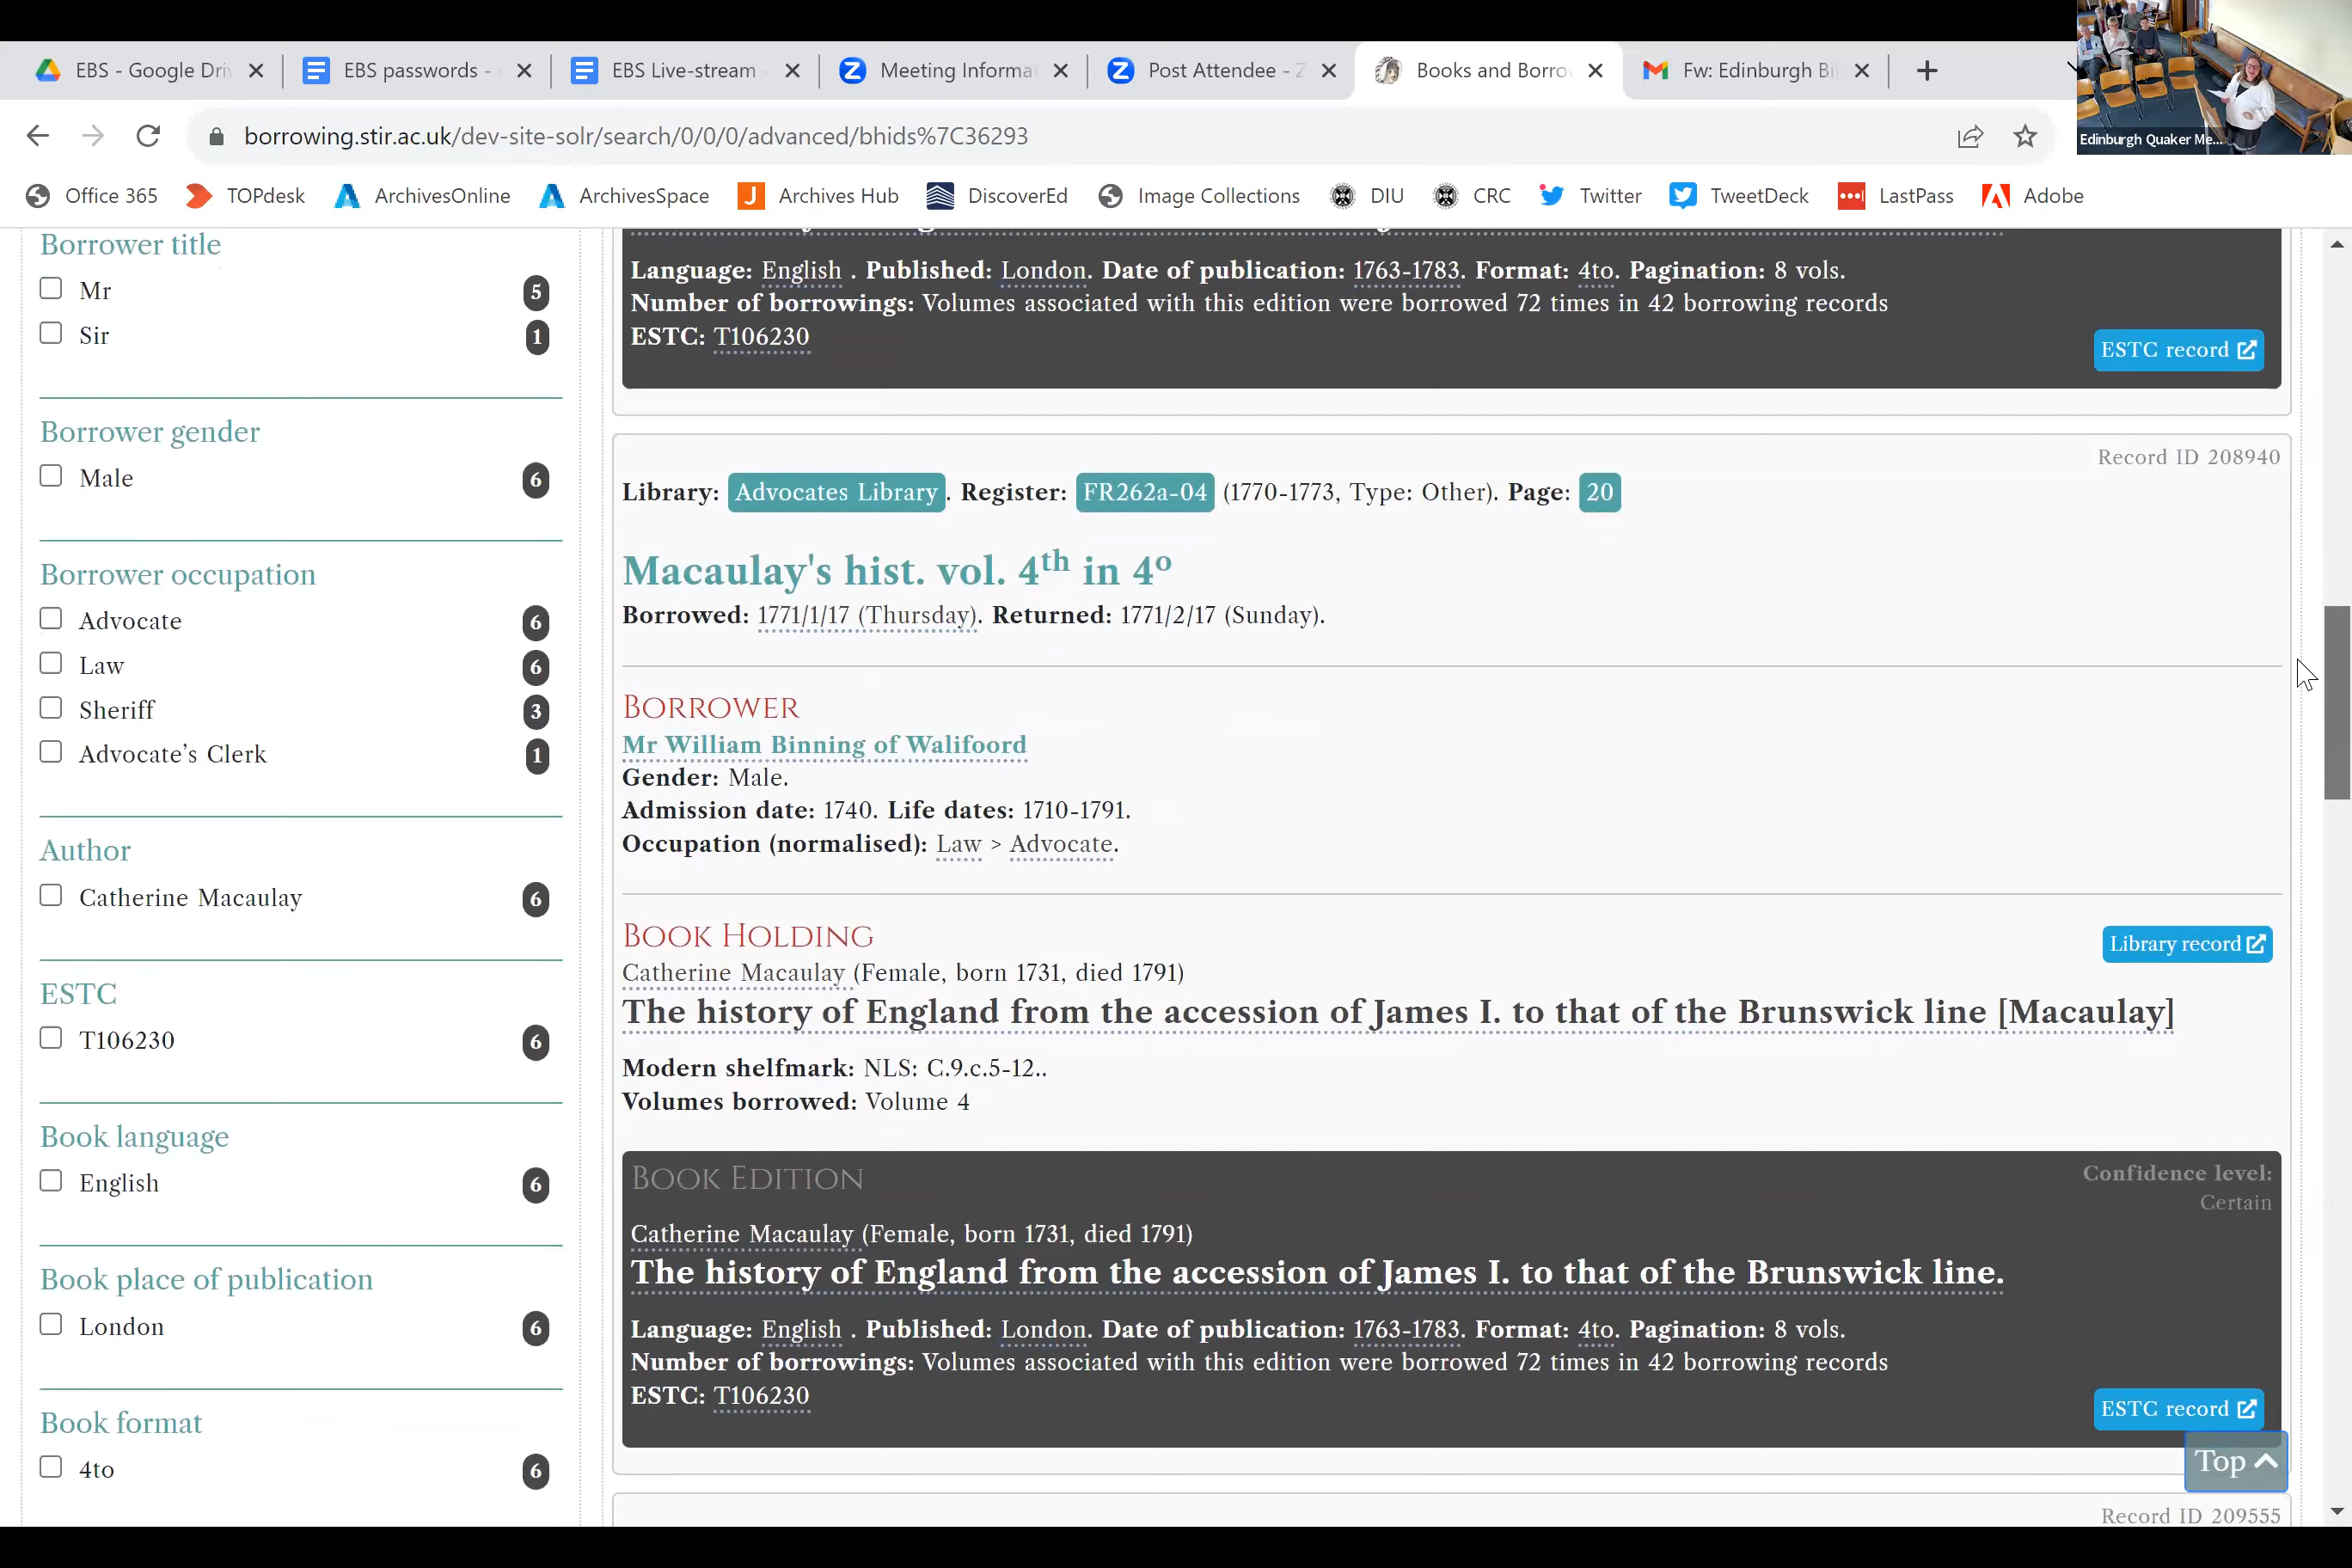 EBS - Google Driv
EBS passwords -
EBS Live-stream -
Meeting Informa
Post Attendee - Z
Books and Borro
Fw: Edinburgh Bi
borrowing.stir.ac.uk/dev-site-solr/search/0/0/0/advanced/bhids%7C36293
Edinburgh Quaker Me...
Office 365 TOPdesk ArchivesOnline ArchivesSpace Archives Hub DiscoverEd Image Collections DIU CRC Twitter TweetDeck LastPass Adobe
Borrower title
Mr 5
Sir 1
Borrower gender
Male 6
Borrower occupation
Advocate 6
Law 6
Sheriff 3
Advocate’s Clerk 1
Author
Catherine Macaulay 6
ESTC
T106230 6
Book language
English 6
Book place of publication
London 6
Book format
4to 6
Language: English . Published: London. Date of publication: 1763-1783. Format: 4to. Pagination: 8 vols.
Number of borrowings: Volumes associated with this edition were borrowed 72 times in 42 borrowing records
ESTC: T106230
ESTC record
Record ID 208940
Library: Advocates Library . Register: FR262a-04 (1770-1773, Type: Other). Page: 20
Macaulay's hist. vol. 4th in 4º
Borrowed: 1771/1/17 (Thursday). Returned: 1771/2/17 (Sunday).
BORROWER
Mr William Binning of Walifoord
Gender: Male.
Admission date: 1740. Life dates: 1710-1791.
Occupation (normalised): Law > Advocate.
BOOK HOLDING
Library record
Catherine Macaulay (Female, born 1731, died 1791)
The history of England from the accession of James I. to that of the Brunswick line [Macaulay]
Modern shelfmark: NLS: C.9.c.5-12..
Volumes borrowed: Volume 4
BOOK EDITION
Confidence level:
Certain
Catherine Macaulay (Female, born 1731, died 1791)
The history of England from the accession of James I. to that of the Brunswick line.
Language: English . Published: London. Date of publication: 1763-1783. Format: 4to. Pagination: 8 vols.
Number of borrowings: Volumes associated with this edition were borrowed 72 times in 42 borrowing records
ESTC: T106230
ESTC record
Top
Record ID 209555